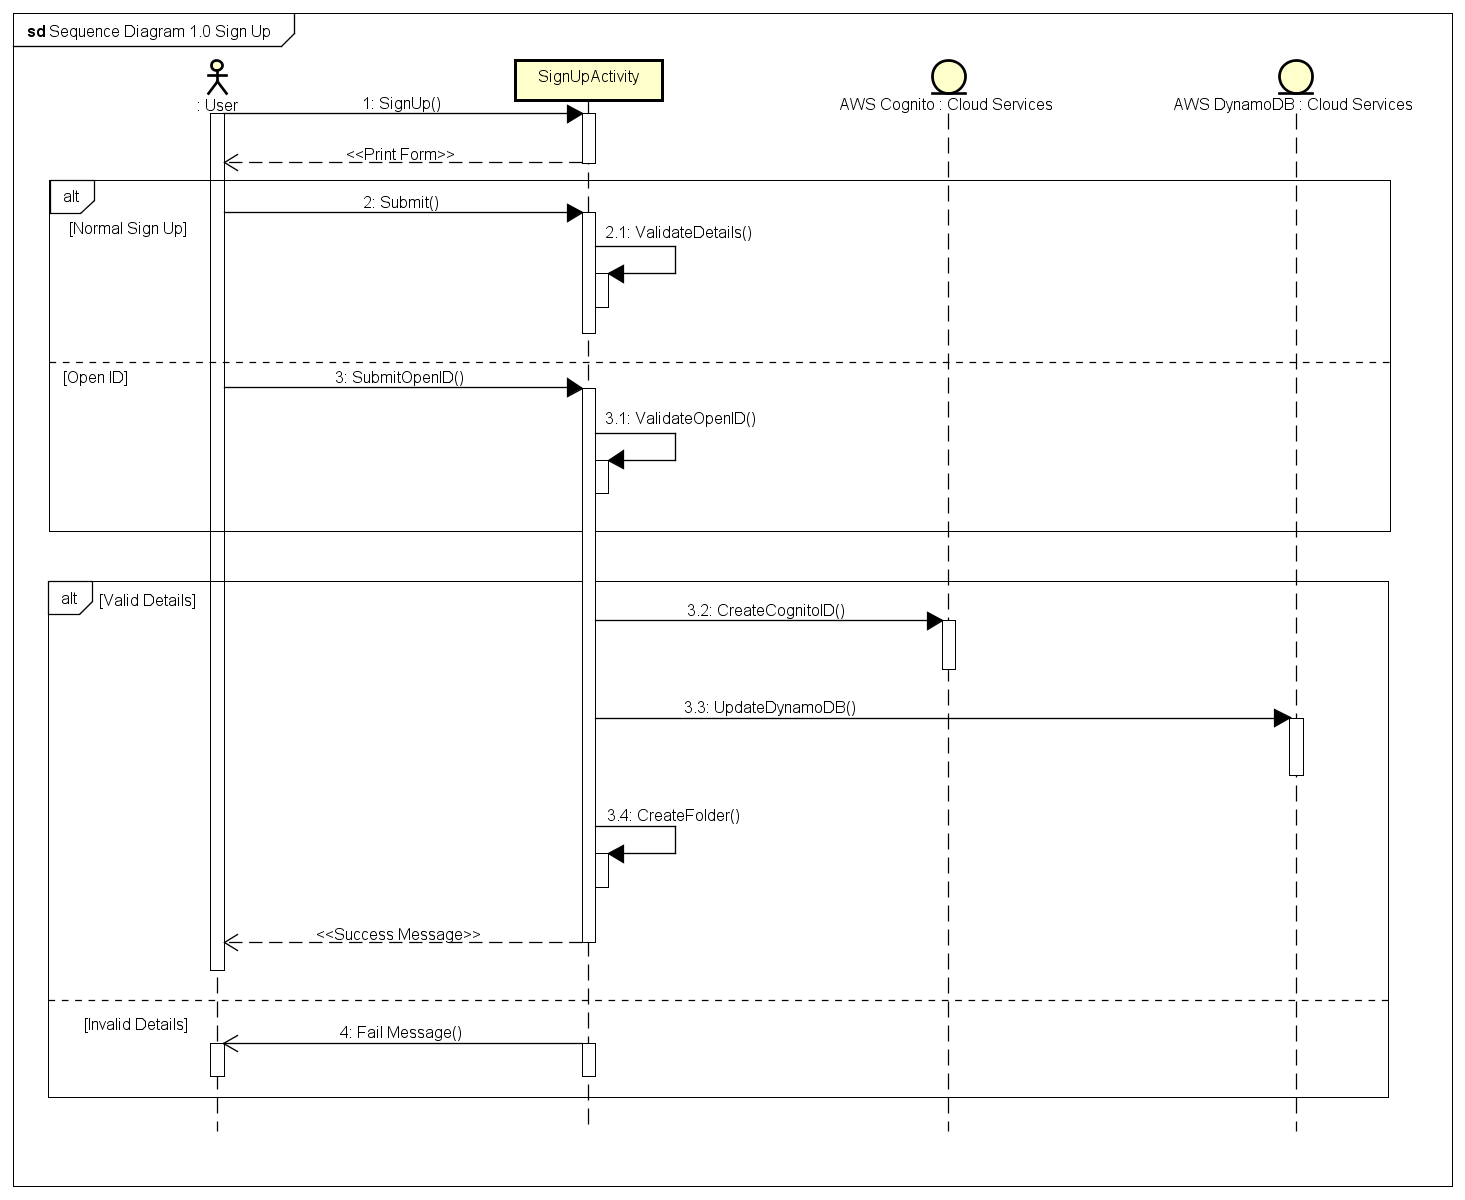 sd Sequence Diagram 1.0 Sign Up
: User
SignUpActivity
AWS Cognito : Cloud Services
AWS DynamoDB : Cloud Services
1: SignUp()
<<Print Form>>
alt
[Normal Sign Up]
2: Submit()
2.1: ValidateDetails()
[Open ID]
3: SubmitOpenID()
3.1: ValidateOpenID()
alt
[Valid Details]
3.2: CreateCognitoID()
3.3: UpdateDynamoDB()
3.4: CreateFolder()
<<Success Message>>
[Invalid Details]
4: Fail Message()